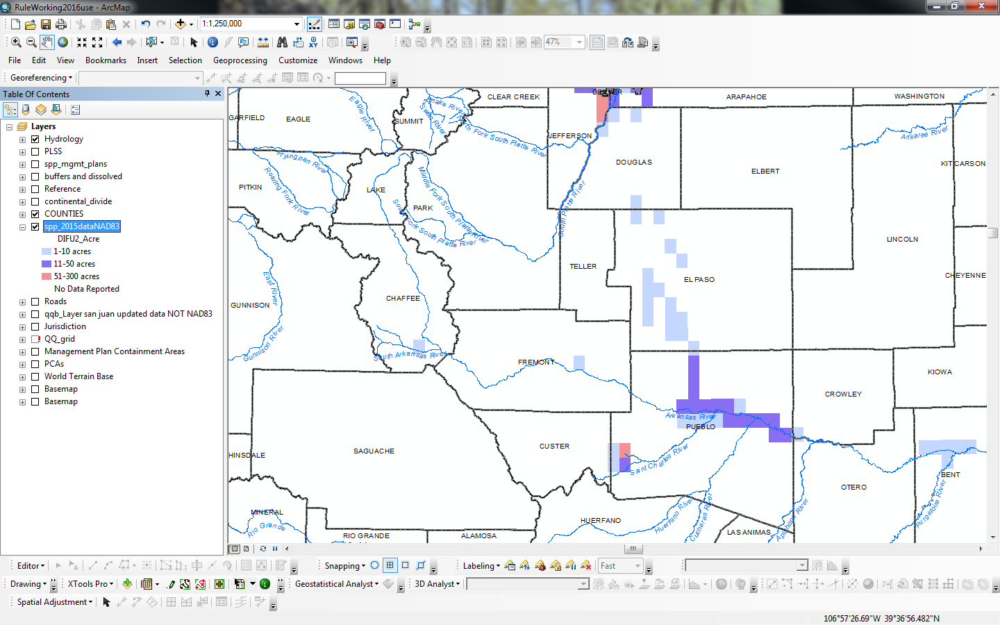 RuleWorking2016use - ArcMap
1:1,250,000
47%
File Edit View Bookmarks Insert Selection Geoprocessing Customize Windows Help
Georeferencing
Table Of Contents
Layers
Hydrology
PLSS
spp_mgmt_plans
buffers and dissolved
Reference
continental_divide
COUNTIES
spp_2015dataNAD83
DIFU2_Acre
1-10 acres
11-50 acres
51-300 acres
No Data Reported
Roads
qqb_Layer san juan updated data NOT NAD83
Jurisdiction
QQ_grid
Management Plan Containment Areas
PCAs
World Terrain Base
Basemap
Basemap
DENVER
CLEAR CREEK
ARAPAHOE
WASHINGTON
GARFIELD
EAGLE
Eagle River
SUMMIT
Snake River
Swan River
North Fork South Platte River
JEFFERSON
Arikaree River
Fryingpan River
Roaring Fork River
PITKIN
LAKE
PARK
Middle Fork South Platte River
South Fork South Platte River
South Platte River
DOUGLAS
ELBERT
KIT CARSON
LINCOLN
TELLER
EL PASO
CHEYENNE
East River
GUNNISON
CHAFFEE
Gunnison River
South Arkansas River
FREMONT
KIOWA
CROWLEY
Arkansas River
PUEBLO
CUSTER
Saint Charles River
SAGUACHE
HINSDALE
BENT
OTERO
Purgatoire River
MINERAL
Rio Grande
HUERFANO
Huerfano River
Cucharas River
Apishapa River
LAS ANIMAS
RIO GRANDE
ALAMOSA
Editor
Snapping
Labeling
Fast
Drawing
XTools Pro
Geostatistical Analyst
3D Analyst
Spatial Adjustment
106°57'26.69"W 39°36'56.482"N